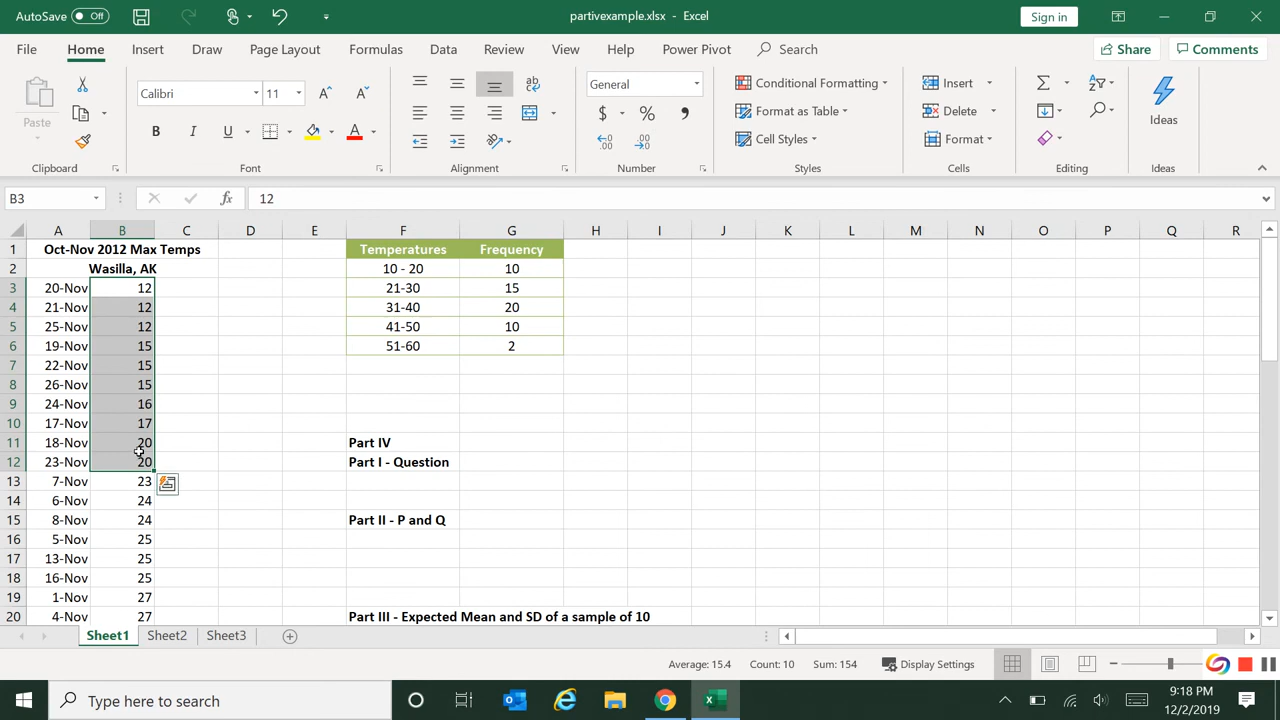 AutoSave Off partivexample.xlsx - Excel Sign in
File Home Insert Draw Page Layout Formulas Data Review View Help Power Pivot Search Share Comments
Paste Calibri 11 B I U A General $ % Conditional Formatting Format as Table Cell Styles Insert Delete Format Ideas
Clipboard Font Alignment Number Styles Cells Editing Ideas
B3 fx 12
A B C D E F G H I J K L M N O P Q R
1 Oct-Nov 2012 Max Temps Temperatures Frequency
2 Wasilla, AK 10 - 20 10
3 20-Nov 12 21-30 15
4 21-Nov 12 31-40 20
5 25-Nov 12 41-50 10
6 19-Nov 15 51-60 2
7 22-Nov 15
8 26-Nov 15
9 24-Nov 16
10 17-Nov 17
11 18-Nov 20 Part IV
12 23-Nov 20 Part I - Question
13 7-Nov 23
14 6-Nov 24
15 8-Nov 24 Part II - P and Q
16 5-Nov 25
17 13-Nov 25
18 16-Nov 25
19 1-Nov 27
20 4-Nov 27 Part III - Expected Mean and SD of a sample of 10
Sheet1 Sheet2 Sheet3
Average: 15.4 Count: 10 Sum: 154 Display Settings
Type here to search 9:18 PM
12/2/2019